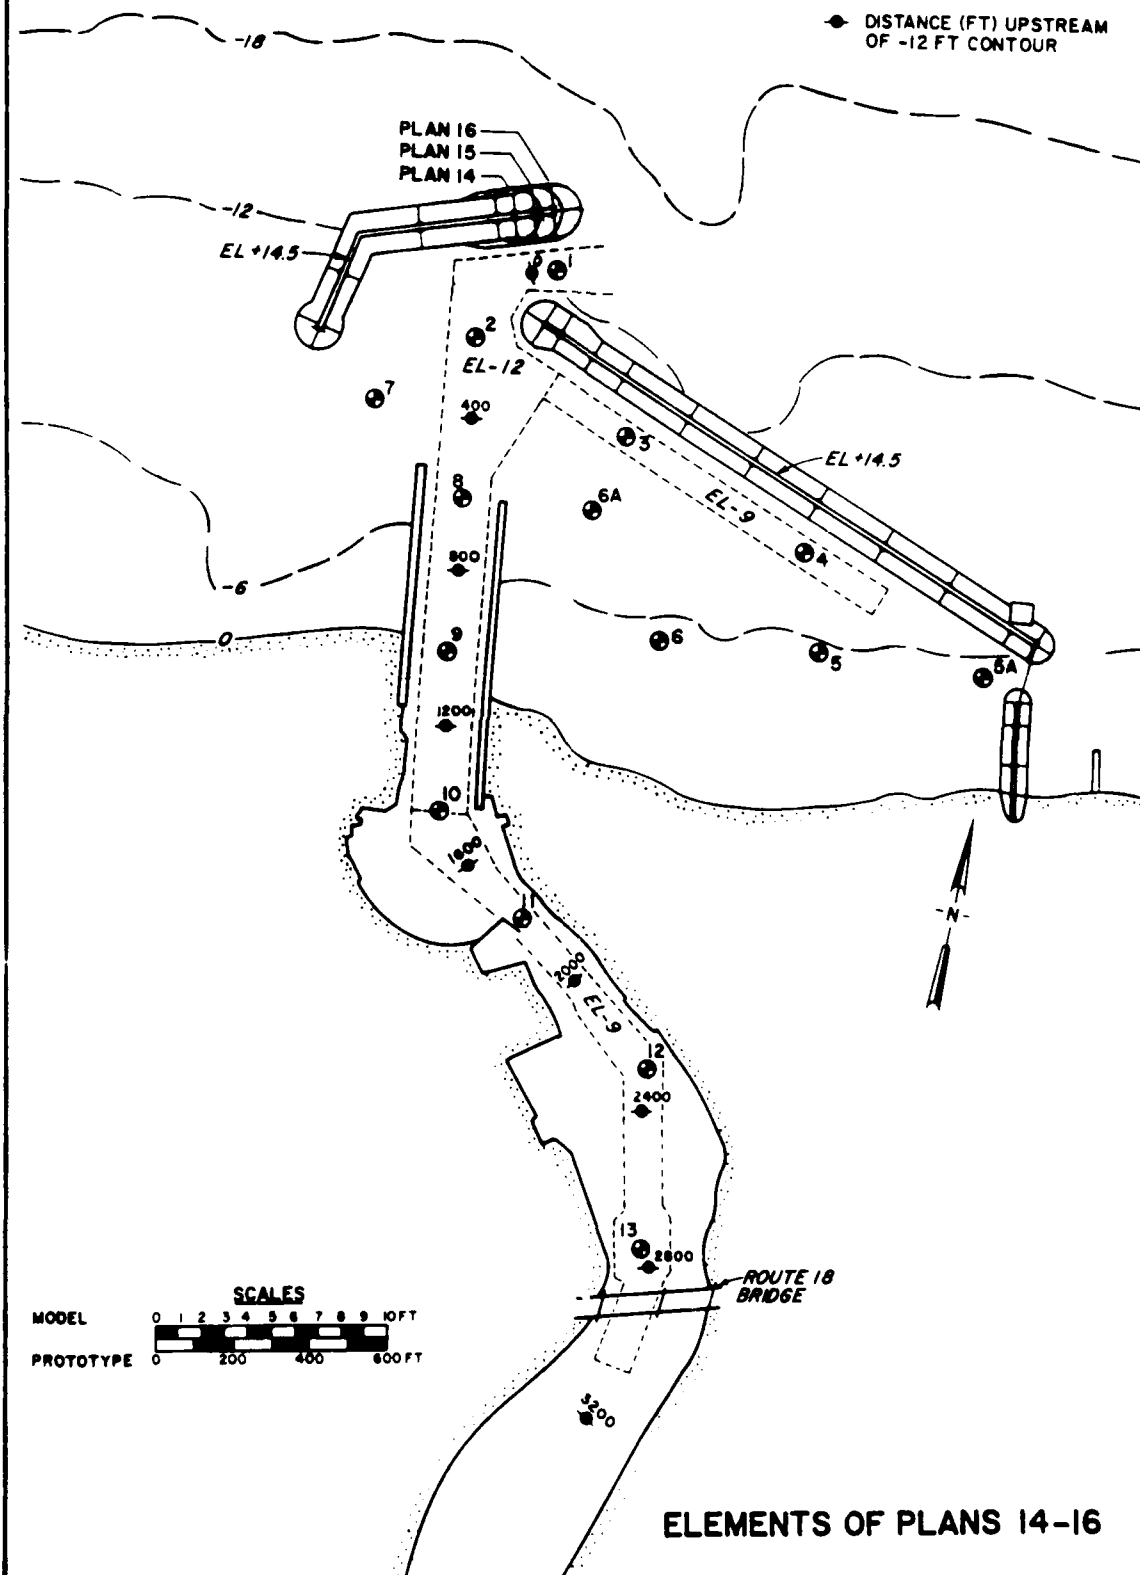 DISTANCE (FT) UPSTREAM
OF -12 FT CONTOUR
-18
PLAN 16
PLAN 15
PLAN 14
-12
EL +14.5
0
1
2
EL-12
7
400
3
EL +14.5
8
6A
EL-9
4
800
-6
0
9
6
5
5A
1200
10
1600
11
-N-
2000
EL-9
12
2400
13
2800
ROUTE 18
BRIDGE
SCALES
MODEL 0 1 2 3 4 5 6 7 8 9 10FT
PROTOTYPE 0 200 400 600FT
3200
ELEMENTS OF PLANS 14-16